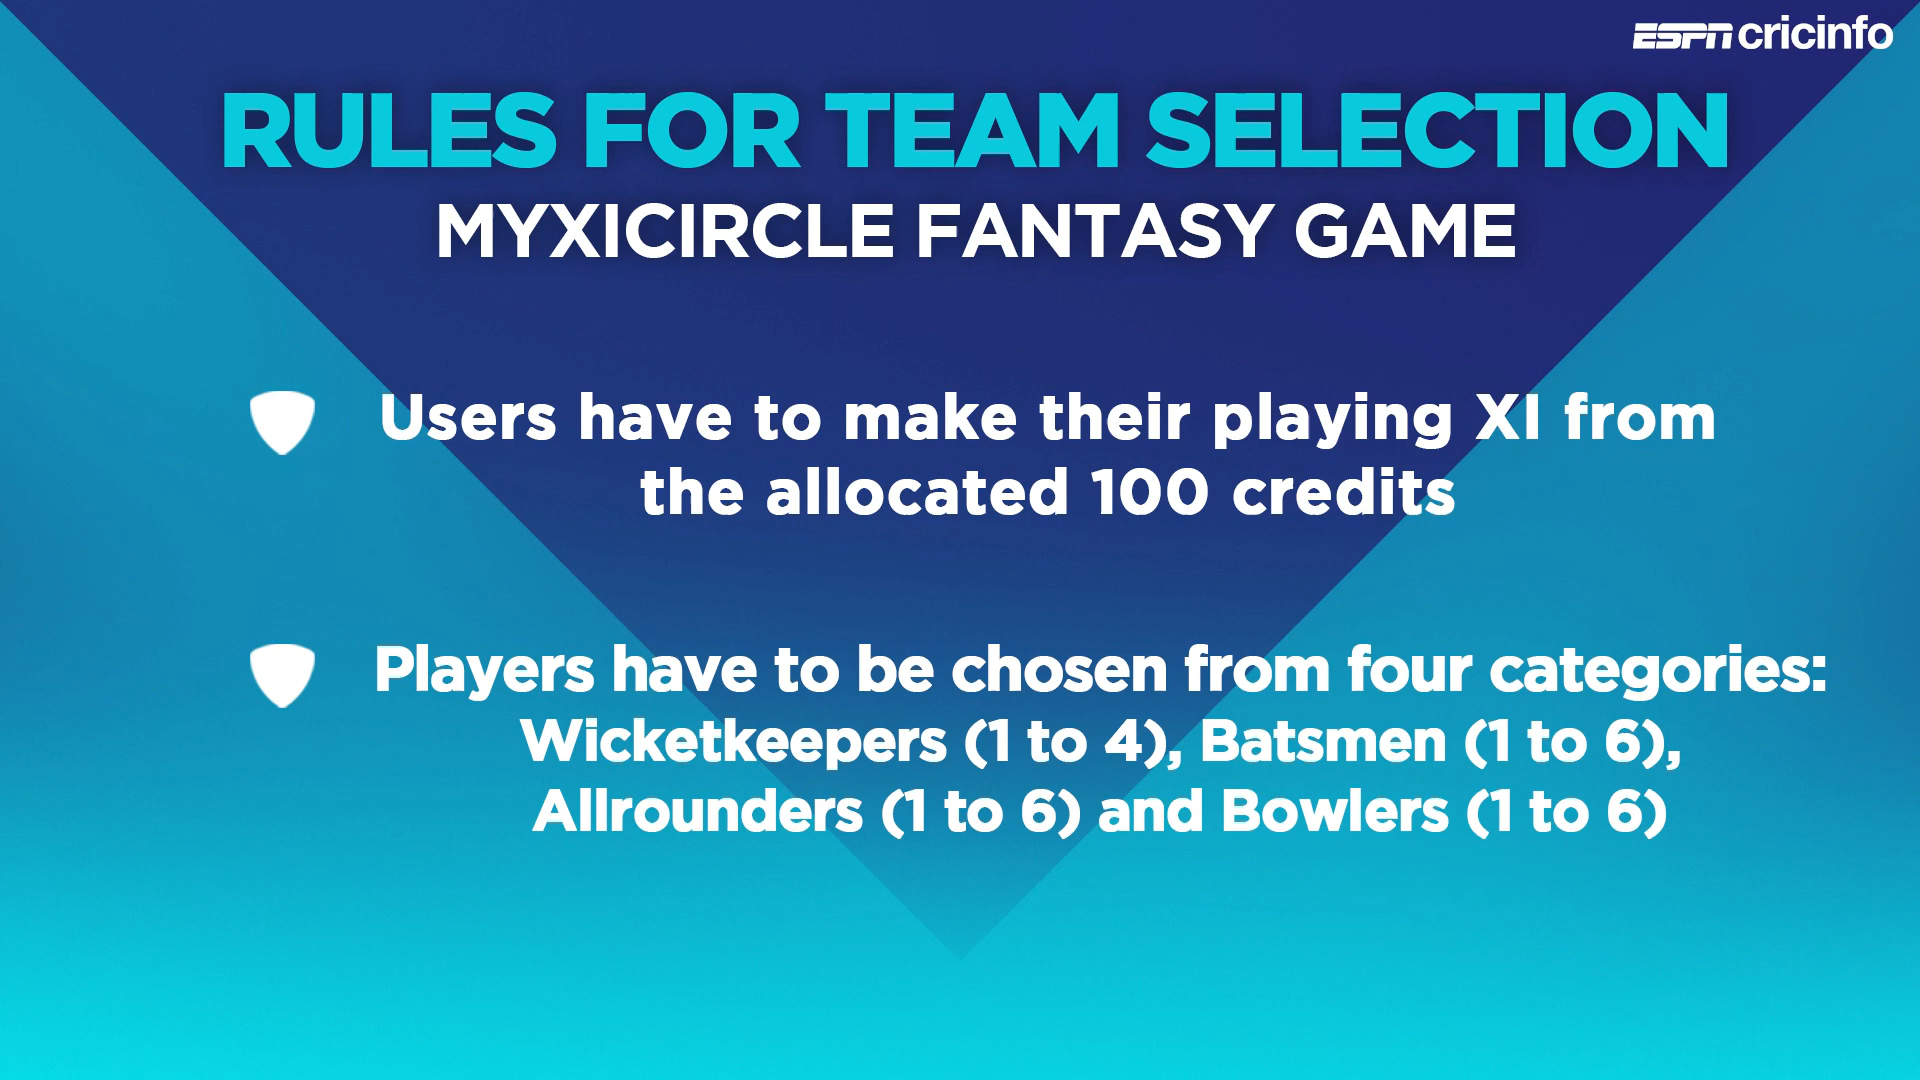 ESPN cricinfo
RULES FOR TEAM SELECTION
MYXICIRCLE FANTASY GAME
Users have to make their playing XI from
the allocated 100 credits
Players have to be chosen from four categories:
Wicketkeepers (1 to 4), Batsmen (1 to 6),
Allrounders (1 to 6) and Bowlers (1 to 6)